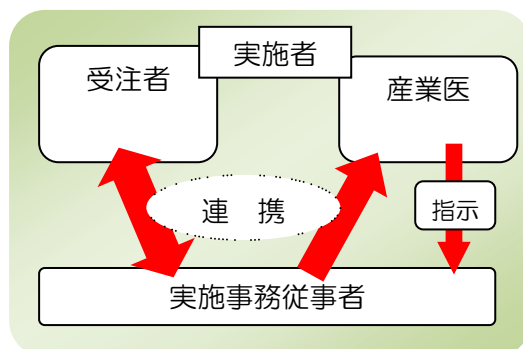 実施者
受注者
産業医
連　携
指示
実施事務従事者